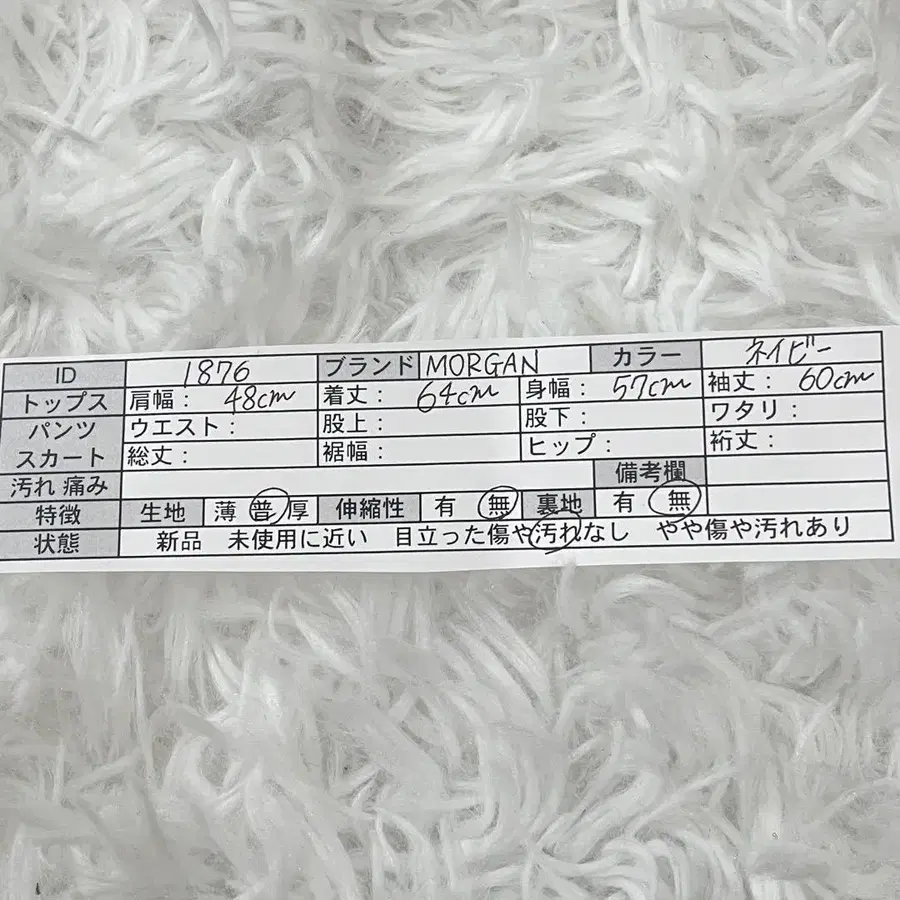 ID 1876 ブランド MORGAN カラー ネイビー
トップス 肩幅: 48cm 着丈: 64cm 身幅: 57cm 袖丈: 60cm
パンツ ウエスト: 股上: 股下: ワタリ:
スカート 総丈: 裾幅: ヒップ: 裄丈:
汚れ 痛み 備考欄
特徴 生地 薄 普 厚 伸縮性 有 無 裏地 有 無
状態 新品 未使用に近い 目立った傷や汚れなし やや傷や汚れあり